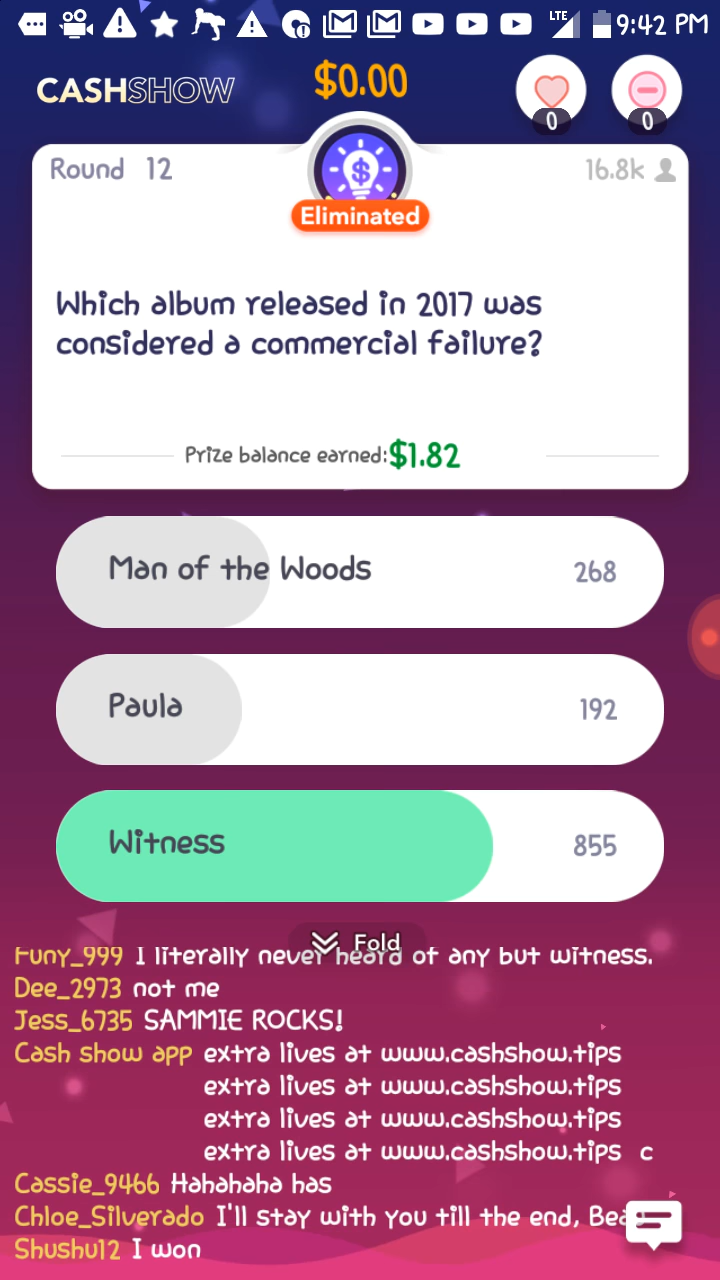 LTE 9:42 PM
CASHSHOW
$0.00
0
0
Round 12
16.8k
Eliminated
Which album released in 2017 was
considered a commercial failure?
Prize balance earned:$1.82
Man of the Woods 268
Paula 192
Witness 855
Fold
Funy_999 I literally never heard of any but witness.
Dee_2973 not me
Jess_6735 SAMMIE ROCKS!
Cash show app extra lives at www.cashshow.tips
extra lives at www.cashshow.tips
extra lives at www.cashshow.tips
extra lives at www.cashshow.tips c
Cassie_9466 Hahahaha has
Chloe_Silverado I'll stay with you till the end, Bea
Shushu12 I won